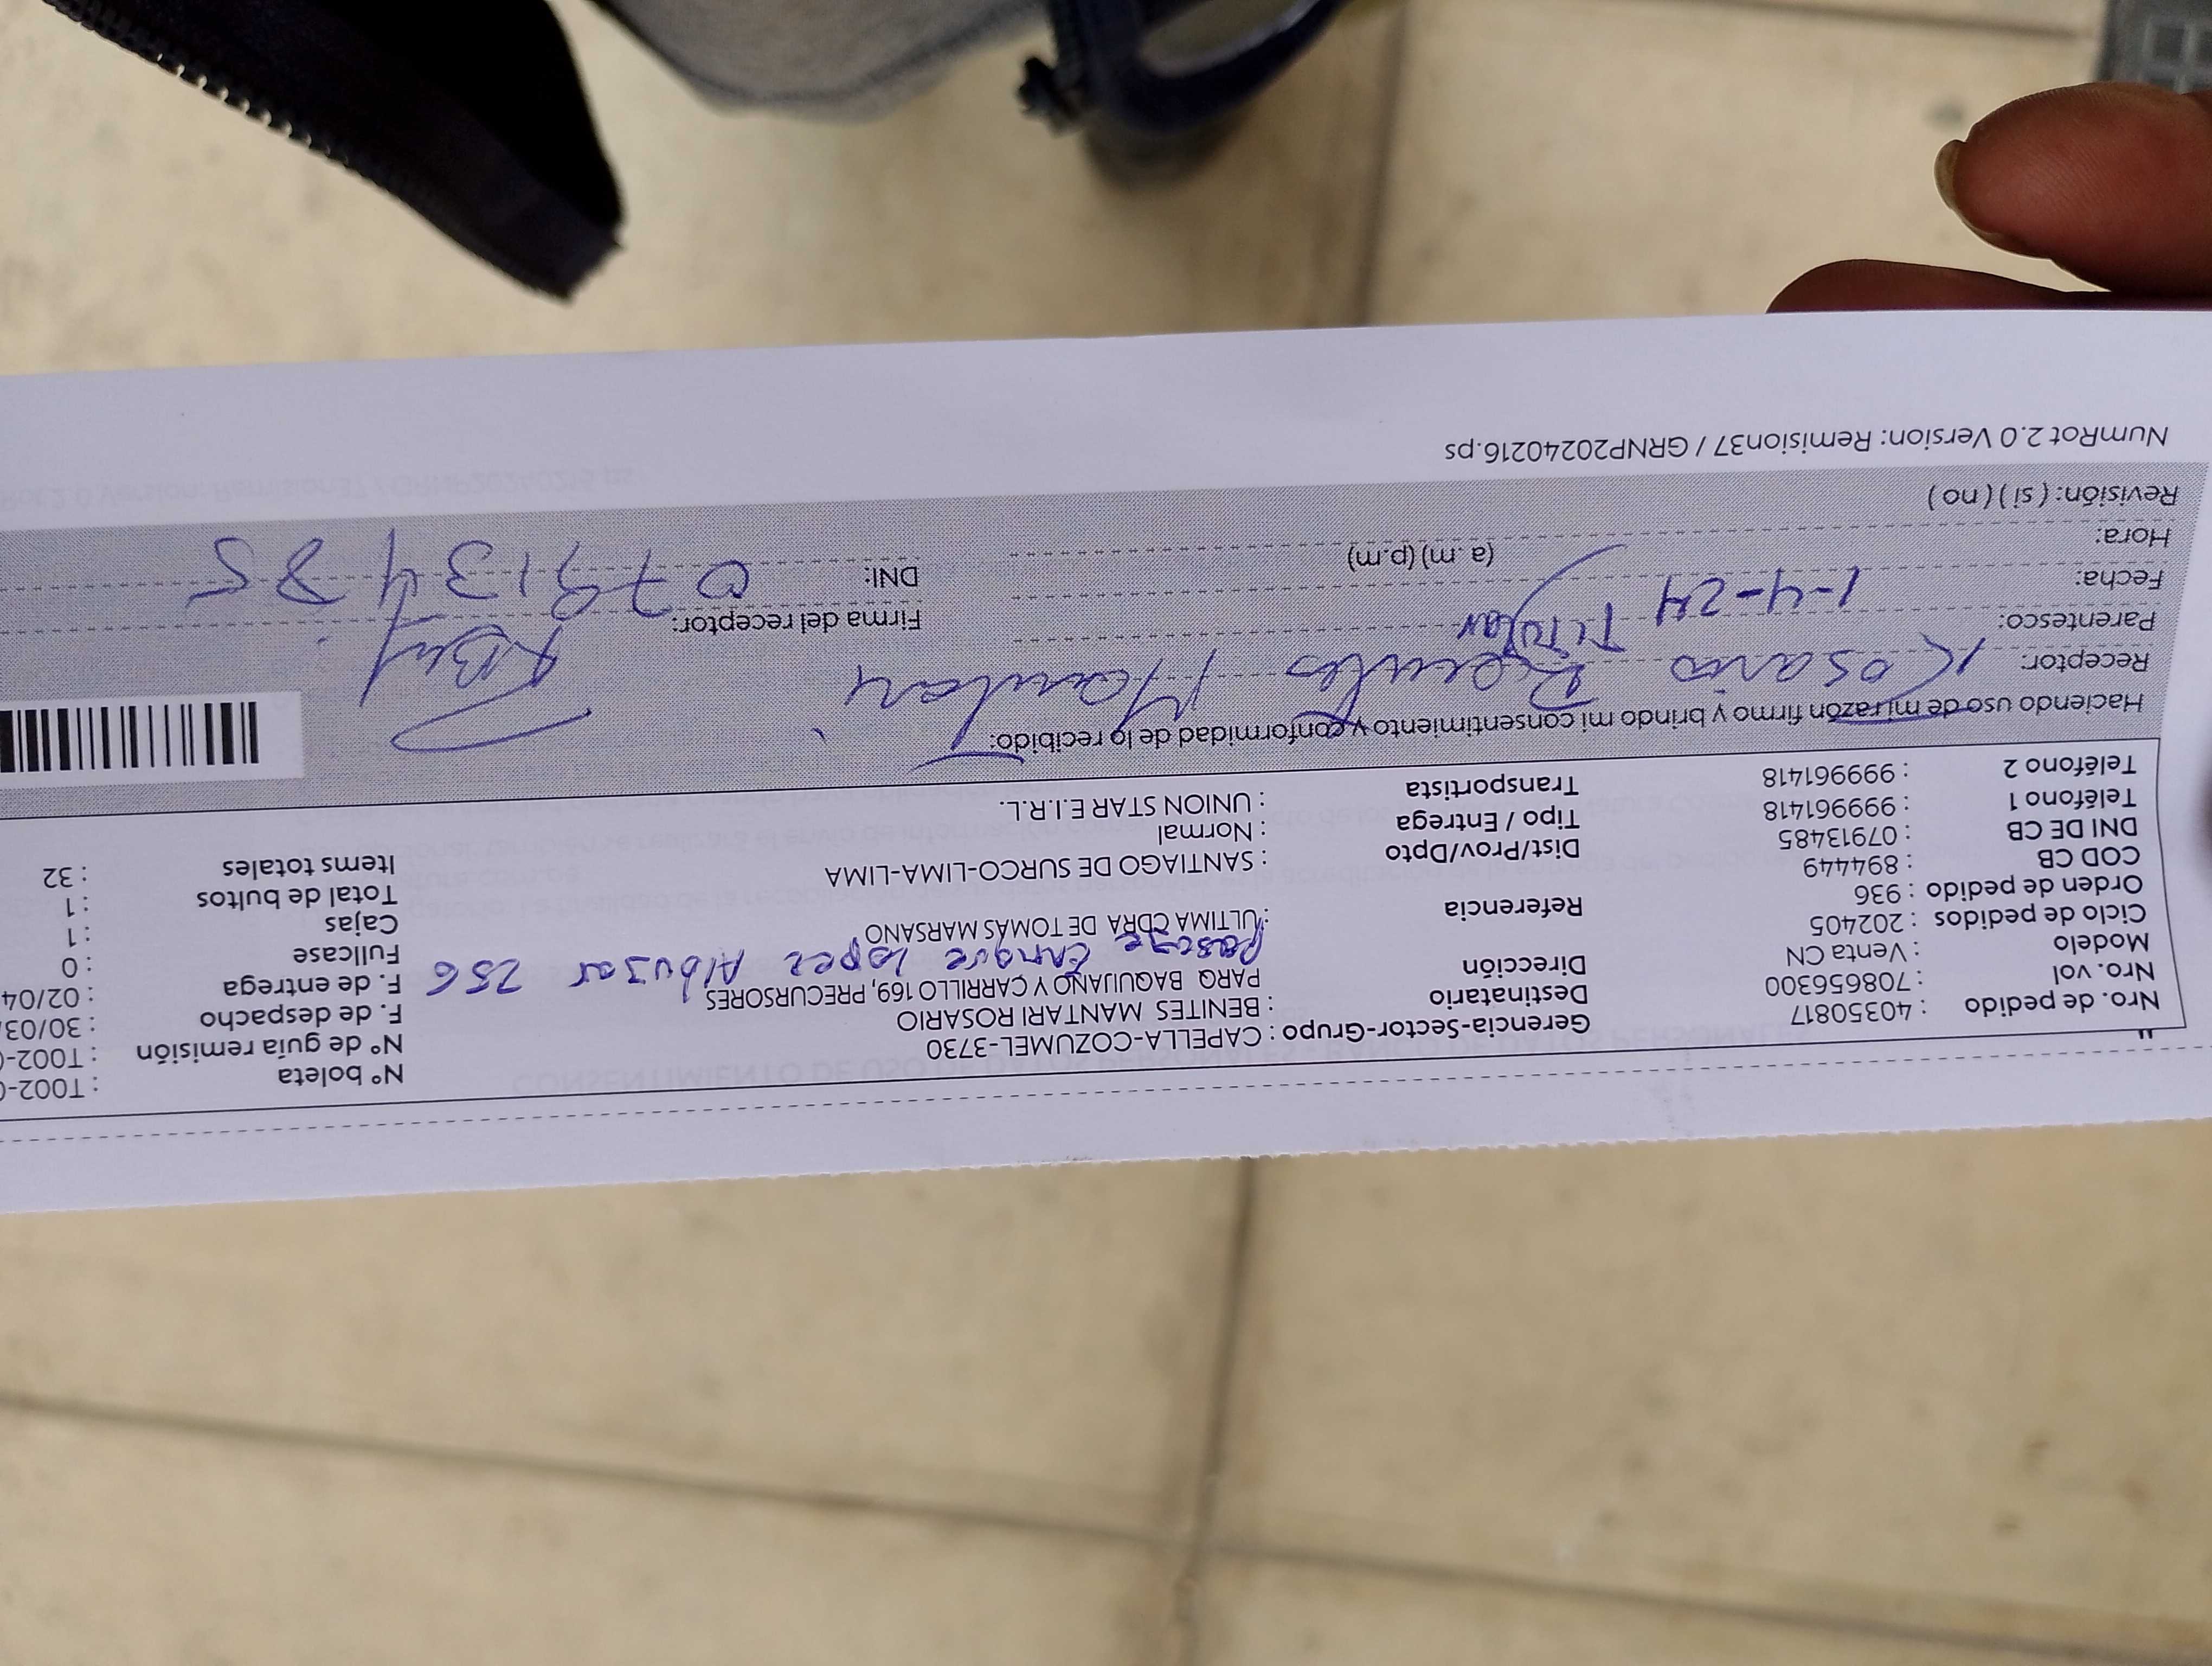 Nro. de pedido : 40350817
Nro. vol : 708656300
Modelo : Venta CN
Ciclo de pedidos : 202405
Orden de pedido : 936
COD CB : 894449
DNI DE CB : 07913485
Teléfono 1 : 999961418
Teléfono 2 : 999961418
Gerencia-Sector-Grupo : CAPELLA-COZUMEL-3730
Destinatario : BENITES MANTARI ROSARIO
Dirección PARQ BAQUIJANO Y CARRILLO 169, PRECURSORES
Pasaje Enrique Lopez Albujar 256
Referencia : ULTIMA CDRA DE TOMAS MARSANO
Dist/Prov/Dpto : SANTIAGO DE SURCO-LIMA-LIMA
Tipo / Entrega : Normal
Transportista : UNION STAR E.I.R.L.
N° boleta : T002-
N° de guía remisión : T002-
F. de despacho : 30/03
F. de entrega : 02/04
Fullcase : 0
Cajas : 1
Total de bultos : 1
Items totales : 32
Haciendo uso de mi razón firmo y brindo mi consentimiento y conformidad de lo recibido:
Receptor: Rosario Benites Mantari
Parentesco: Titular
Fecha: 1-4-24
Hora: (a.m) (p.m)
Revisión: ( si ) ( no )
Firma del receptor:
DNI: 07913485
NumRot 2.0 Version: Remision37 / GRNP20240216.ps